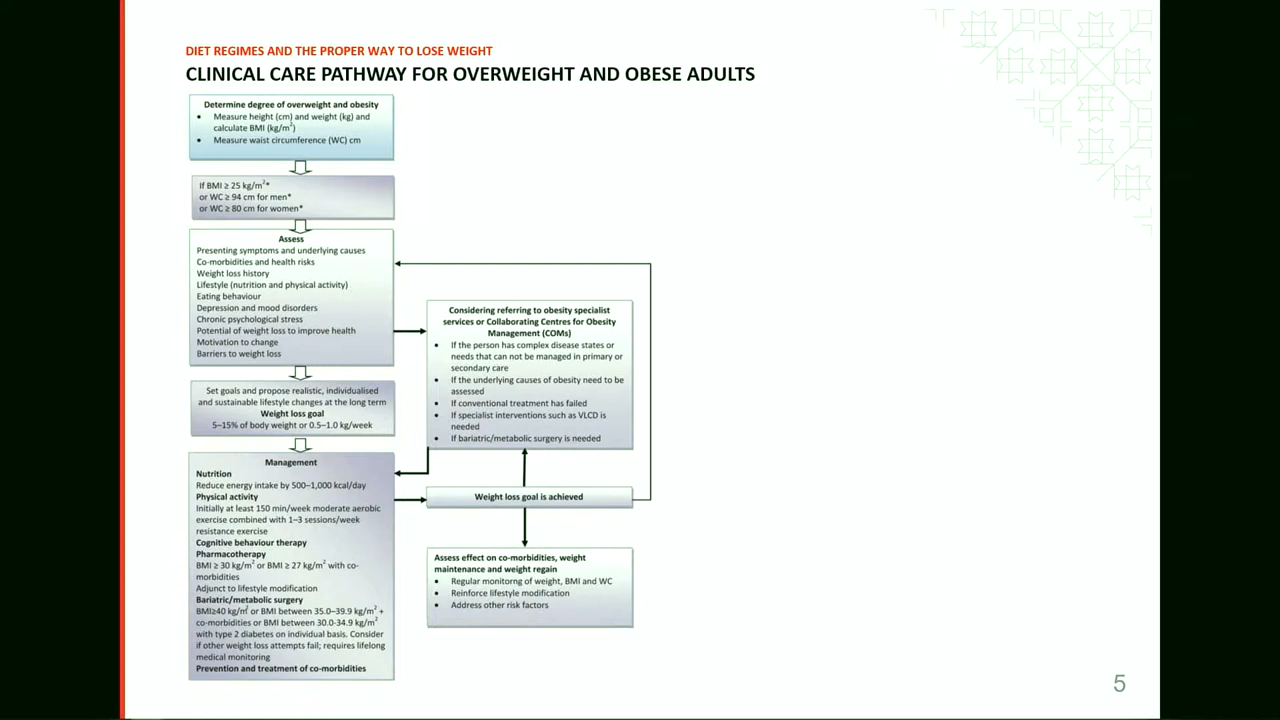 DIET REGIMES AND THE PROPER WAY TO LOSE WEIGHT
CLINICAL CARE PATHWAY FOR OVERWEIGHT AND OBESE ADULTS
Determine degree of overweight and obesity
• Measure height (cm) and weight (kg) and
calculate BMI (kg/m²)
• Measure waist circumference (WC) cm
If BMI ≥ 25 kg/m²*
or WC ≥ 94 cm for men*
or WC ≥ 80 cm for women*
Assess
Presenting symptoms and underlying causes
Co-morbidities and health risks
Weight loss history
Lifestyle (nutrition and physical activity)
Eating behaviour
Depression and mood disorders
Chronic psychological stress
Potential of weight loss to improve health
Motivation to change
Barriers to weight loss
Set goals and propose realistic, individualised
and sustainable lifestyle changes at the long term
Weight loss goal
5–15% of body weight or 0.5–1.0 kg/week
Management
Nutrition
Reduce energy intake by 500–1,000 kcal/day
Physical activity
Initially at least 150 min/week moderate aerobic
exercise combined with 1–3 sessions/week
resistance exercise
Cognitive behaviour therapy
Pharmacotherapy
BMI ≥ 30 kg/m² or BMI ≥ 27 kg/m² with co-
morbidities
Adjunct to lifestyle modification
Bariatric/metabolic surgery
BMI≥40 kg/m² or BMI between 35.0–39.9 kg/m² +
co-morbidities or BMI between 30.0-34.9 kg/m²
with type 2 diabetes on individual basis. Consider
if other weight loss attempts fail; requires lifelong
medical monitoring
Prevention and treatment of co-morbidities
Considering referring to obesity specialist
services or Collaborating Centres for Obesity
Management (COMs)
• If the person has complex disease states or
needs that can not be managed in primary or
secondary care
• If the underlying causes of obesity need to be
assessed
• If conventional treatment has failed
• If specialist interventions such as VLCD is
needed
• If bariatric/metabolic surgery is needed
Weight loss goal is achieved
Assess effect on co-morbidities, weight
maintenance and weight regain
• Regular monitorng of weight, BMI and WC
• Reinforce lifestyle modification
• Address other risk factors
5